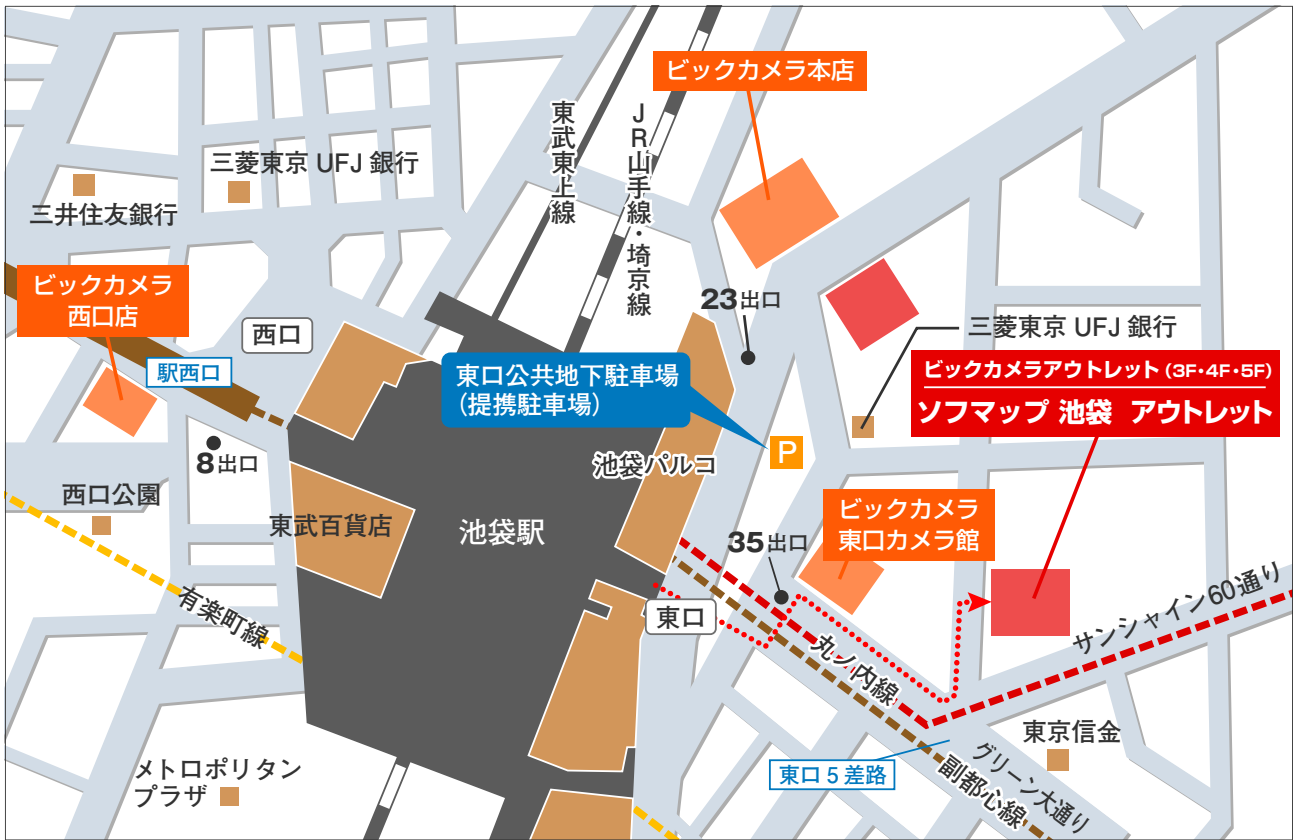 ビックカメラ本店
東武東上線
JR山手線・埼京線
三菱東京 UFJ 銀行
三井住友銀行
ビックカメラ
西口店
西口
駅西口
23出口
三菱東京 UFJ 銀行
東口公共地下駐車場
(提携駐車場)
ビックカメラアウトレット (3F・4F・5F)
ソフマップ 池袋 アウトレット
P
8出口
池袋パルコ
西口公園
東武百貨店
池袋駅
ビックカメラ
東口カメラ館
35出口
有楽町線
東口
サンシャイン60通り
丸ノ内線
東京信金
グリーン大通り
東口 5 差路
副都心線
メトロポリタン
プラザ